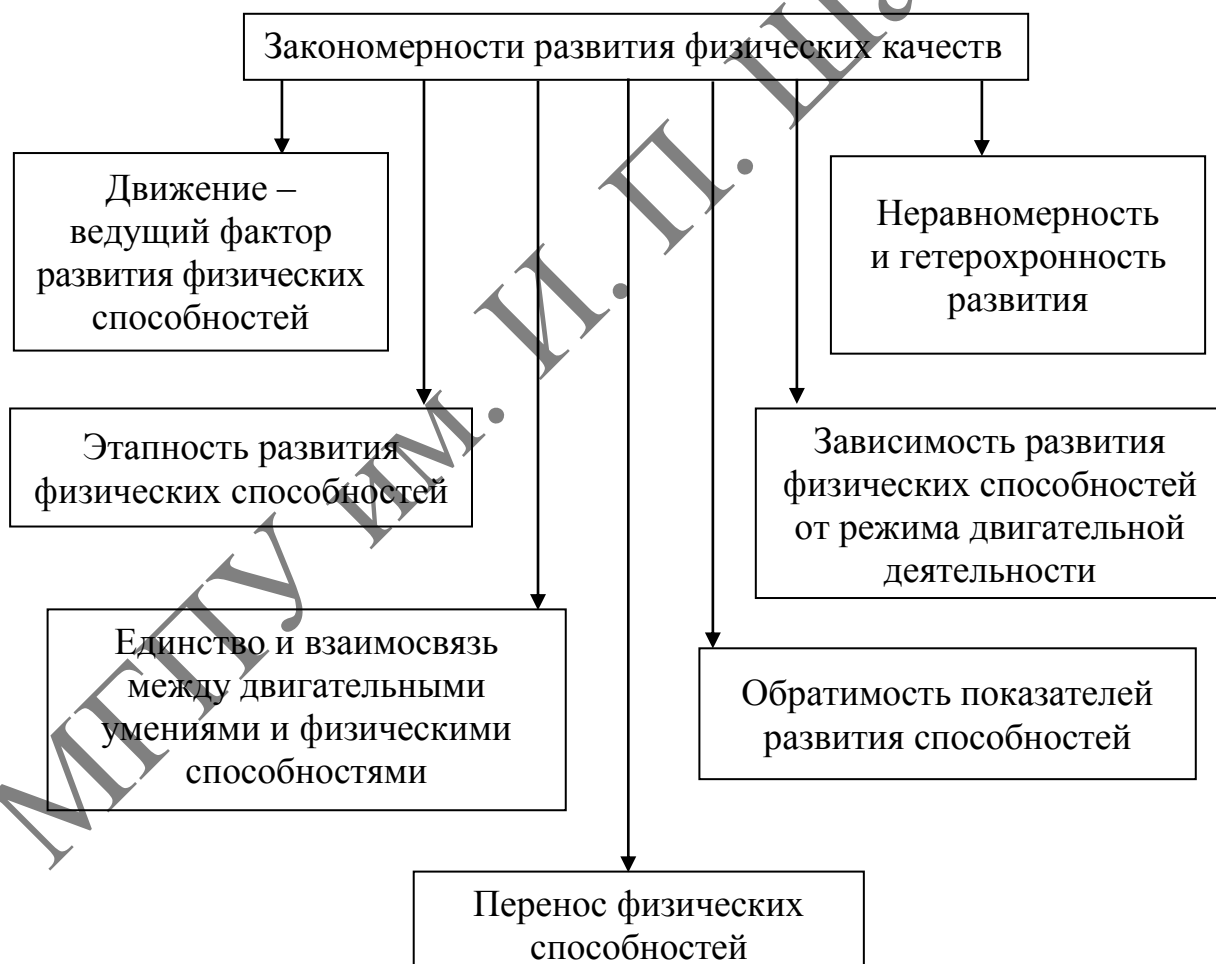 Закономерности развития физических качеств
Движение –
ведущий фактор
развития физических
способностей
Неравномерность
и гетерохронность
развития
Этапность развития
физических способностей
Зависимость развития
физических способностей
от режима двигательной
деятельности
Единство и взаимосвязь
между двигательными
умениями и физическими
способностями
Обратимость показателей
развития способностей
Перенос физических
способностей
МГПУ им. И. П.